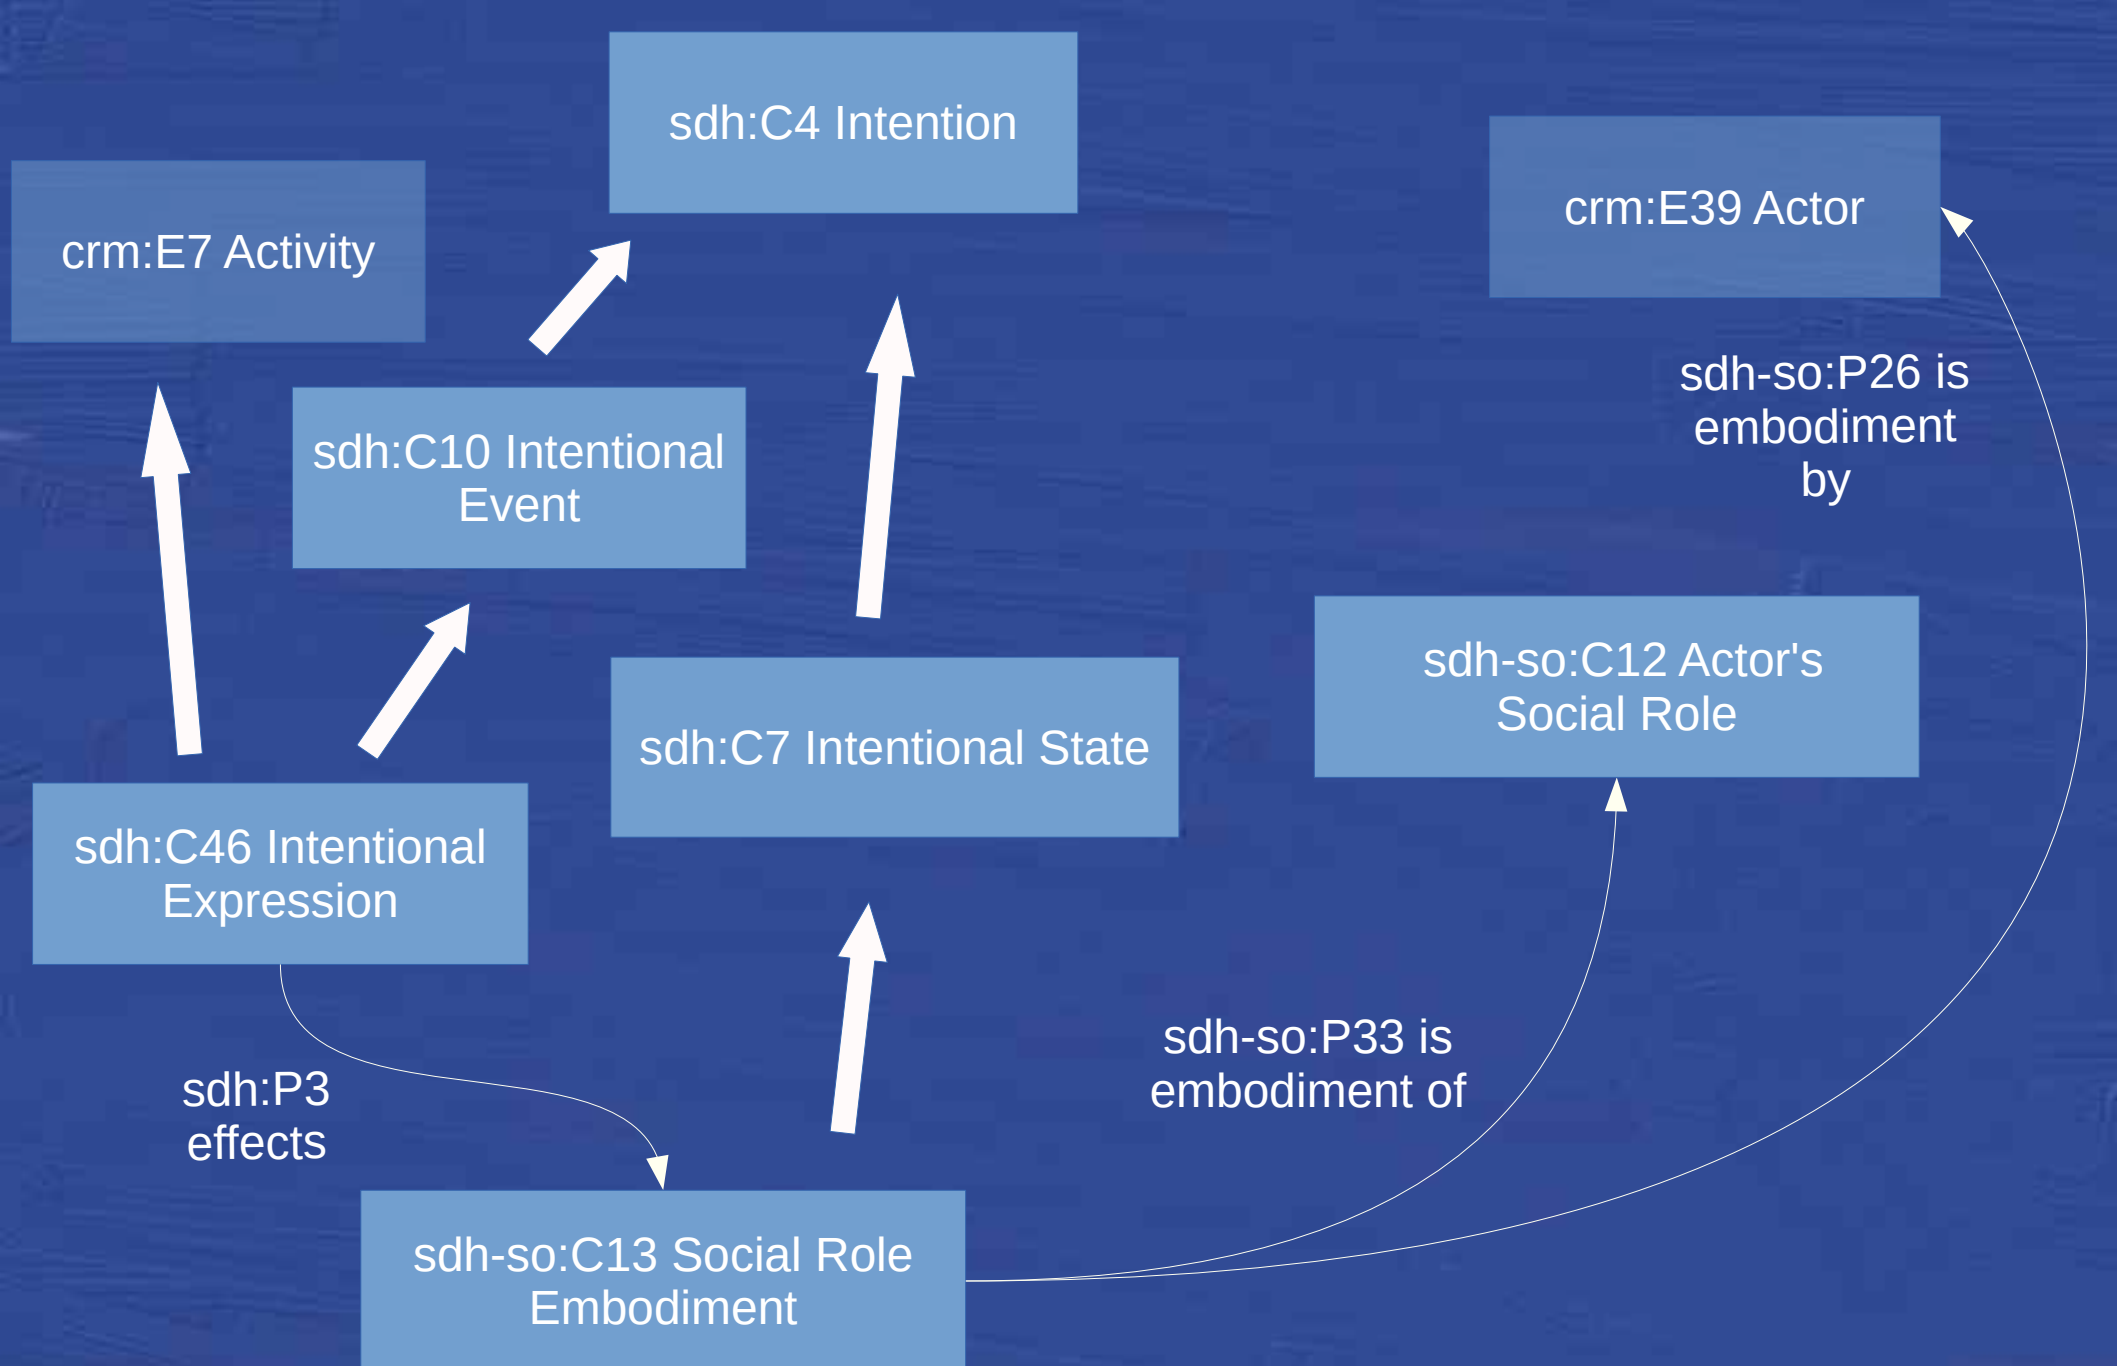 sdh:C4 Intention
crm:E39 Actor
crm:E7 Activity
sdh-so:P26 is
embodiment
by
sdh:C10 Intentional
Event
sdh-so:C12 Actor's
Social Role
sdh:C7 Intentional State
sdh:C46 Intentional
Expression
sdh-so:P33 is
embodiment of
sdh:P3
effects
sdh-so:C13 Social Role
Embodiment